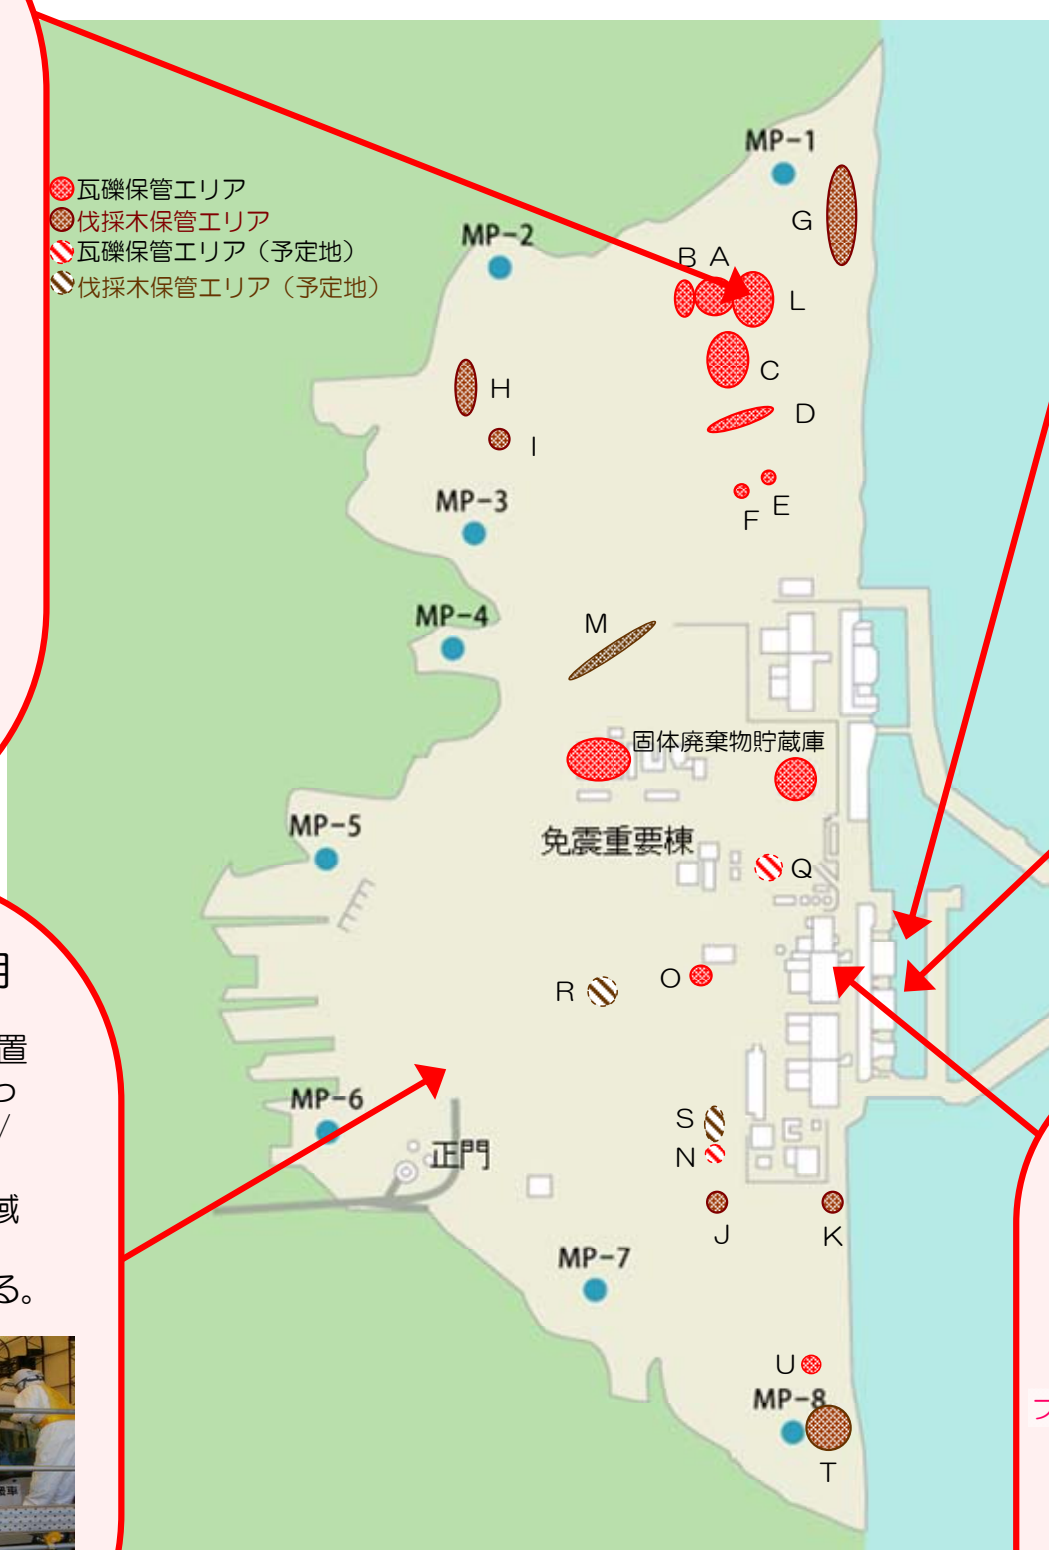 MP-1
瓦礫保管エリア
伐採木保管エリア
瓦礫保管エリア（予定地）
伐採木保管エリア（予定地）
G
MP-2
B A
L
C
H
D
I
MP-3
E
F
MP-4
M
固体廃棄物貯蔵庫
MP-5
免震重要棟
Q
O
R
置
つ
/
MP-6
S
正門
N
域
J
K
る。
MP-7
U
MP-8
T